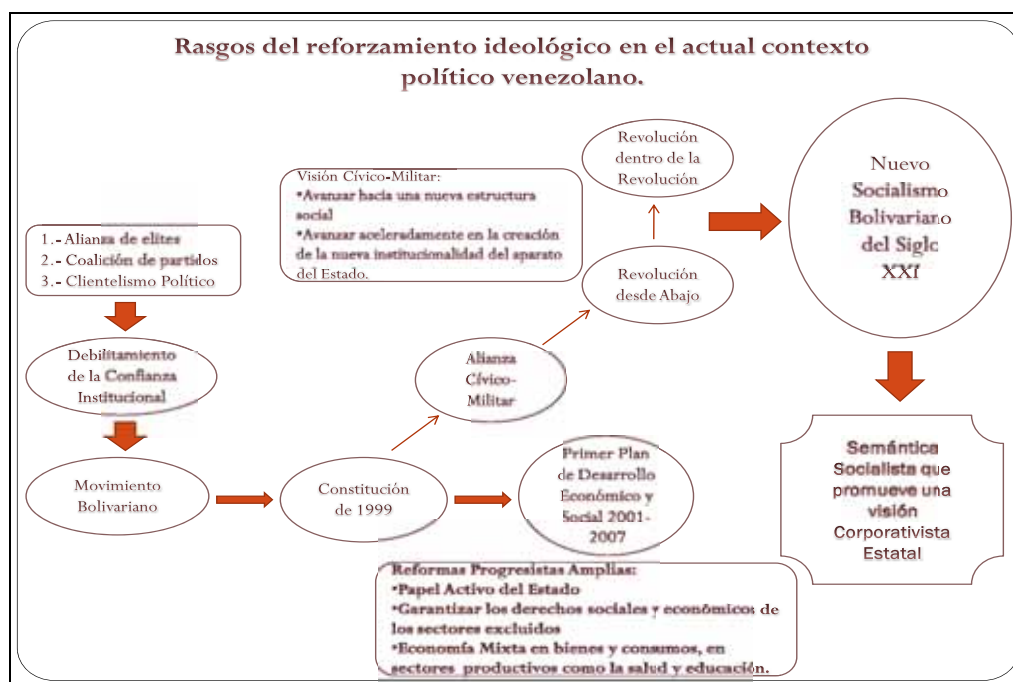 Rasgos del reforzamiento ideológico en el actual contexto
político venezolano.
1.- Alianza de elites
2.- Coalición de partidos
3.- Clientelismo Político
Debilitamiento
de la Confianza
Institucional
Movimiento
Bolivariano
Constitución
de 1999
Visión Cívico-Militar:
•Avanzar hacia una nueva estructura
social
•Avanzar aceleradamente en la creación
de la nueva institucionalidad del aparato
del Estado.
Alianza
Cívico-
Militar
Revolución
desde Abajo
Revolución
dentro de la
Revolución
Primer Plan
de Desarrollo
Económico y
Social 2001-
2007
Reformas Progresistas Amplias:
•Papel Activo del Estado
•Garantizar los derechos sociales y económicos de
los sectores excluidos
•Economía Mixta en bienes y consumos, en
sectores productivos como la salud y educación.
Nuevo
Socialismo
Bolivariano
del Siglo
XXI
Semántica
Socialista que
promueve una
visión
Corporativista
Estatal